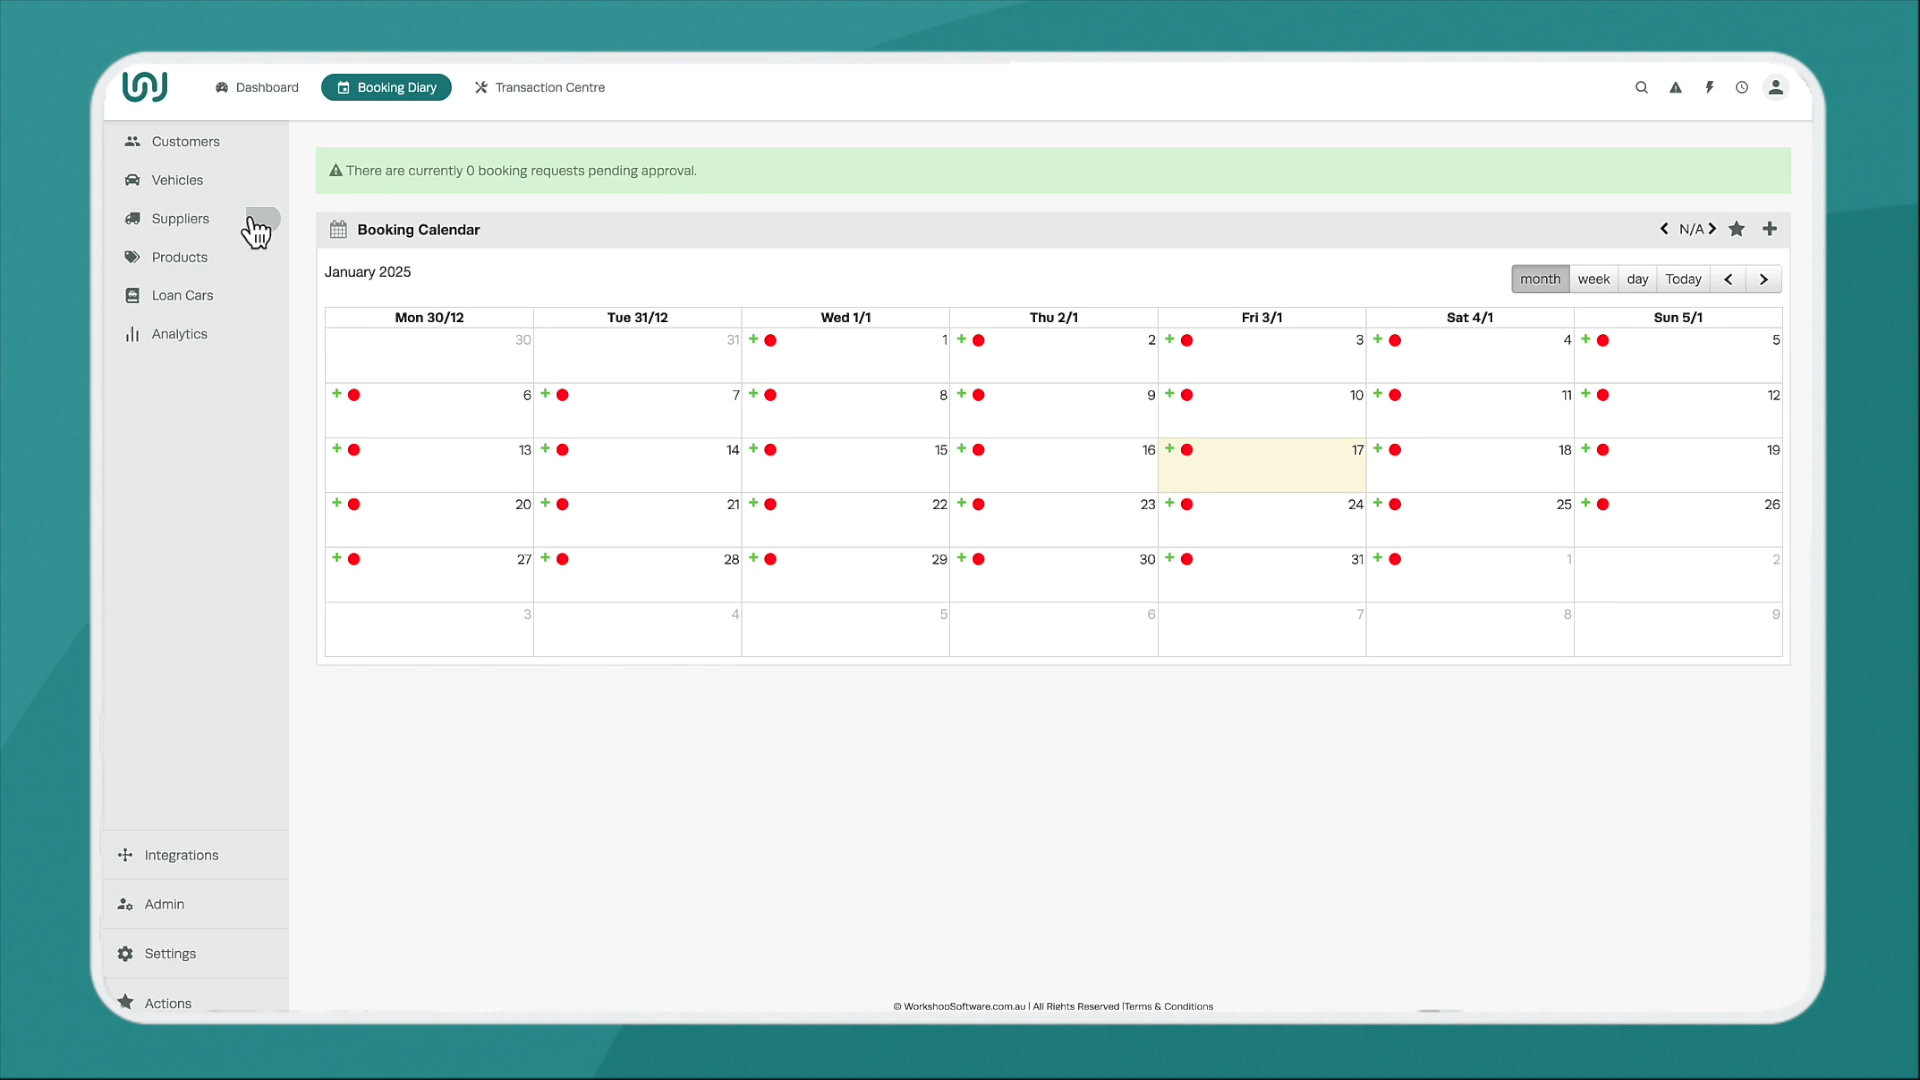 Dashboard
Booking Diary
Transaction Centre
Customers
Vehicles
Suppliers
Products
Loan Cars
Analytics
Integrations
Admin
Settings
Actions
There are currently 0 booking requests pending approval.
Booking Calendar
N/A
January 2025
month week day Today
Mon 30/12 Tue 31/12 Wed 1/1 Thu 2/1 Fri 3/1 Sat 4/1 Sun 5/1
30 31 1 2 3 4 5
6 7 8 9 10 11 12
13 14 15 16 17 18 19
20 21 22 23 24 25 26
27 28 29 30 31 1 2
3 4 5 6 7 8 9
© WorkshopSoftware.com.au | All Rights Reserved |Terms & Conditions